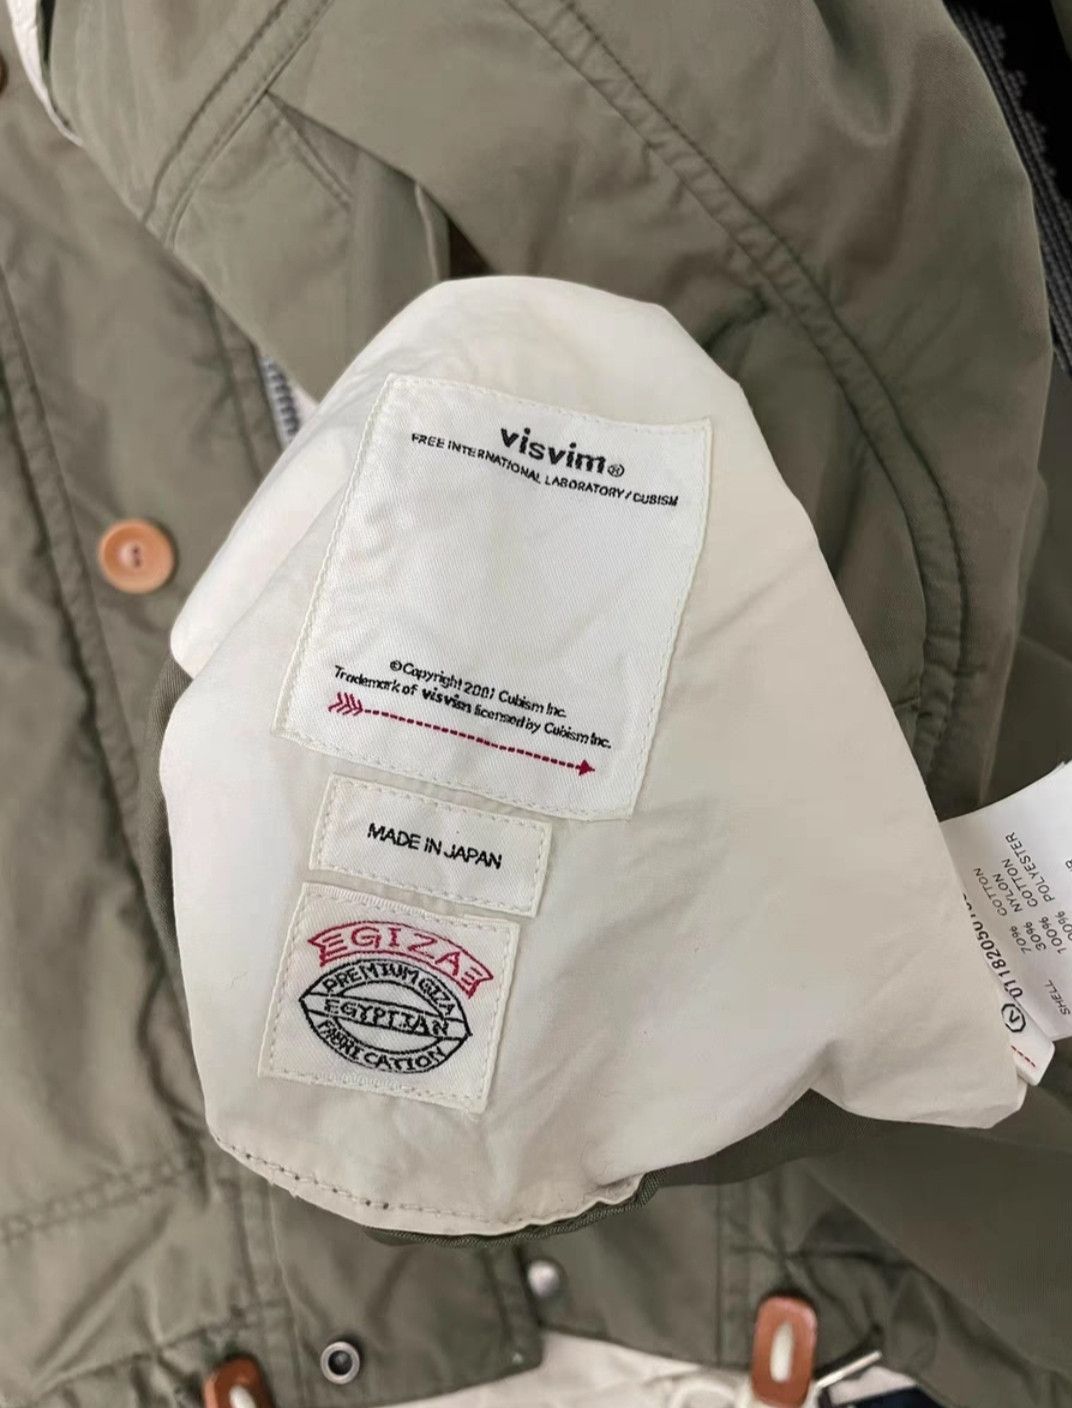 visvim®
FREE INTERNATIONAL LABORATORY / CUBISM
©Copyright 2001 Cubism Inc.
Trademark of visvim licensed by Cubism Inc.
MADE IN JAPAN
EGIZA
PREMIUM GIZA
EGYPTIAN
FABRICATION
SHELL
70% COTTON
30% NYLON
100% COTTON
POLYESTER